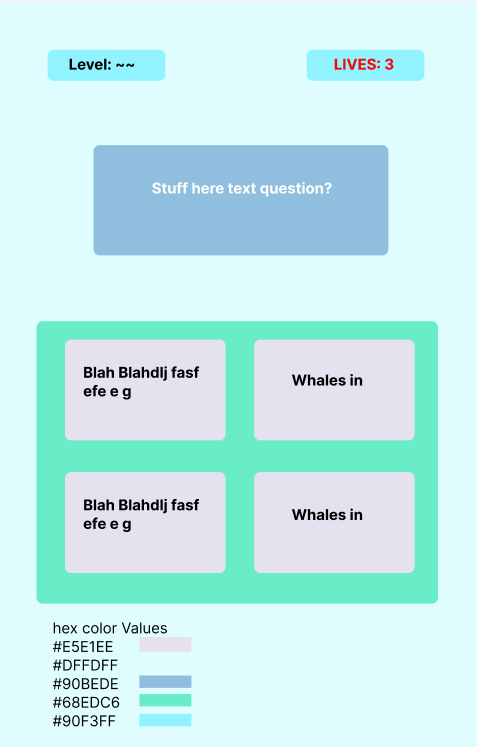 Level: ~~
LIVES: 3
Stuff here text question?
Blah Blahdlj fasf
efe e g
Whales in
Blah Blahdlj fasf
efe e g
Whales in
hex color Values
#E5E1EE
#DFFDFF
#90BEDE
#68EDC6
#90F3FF